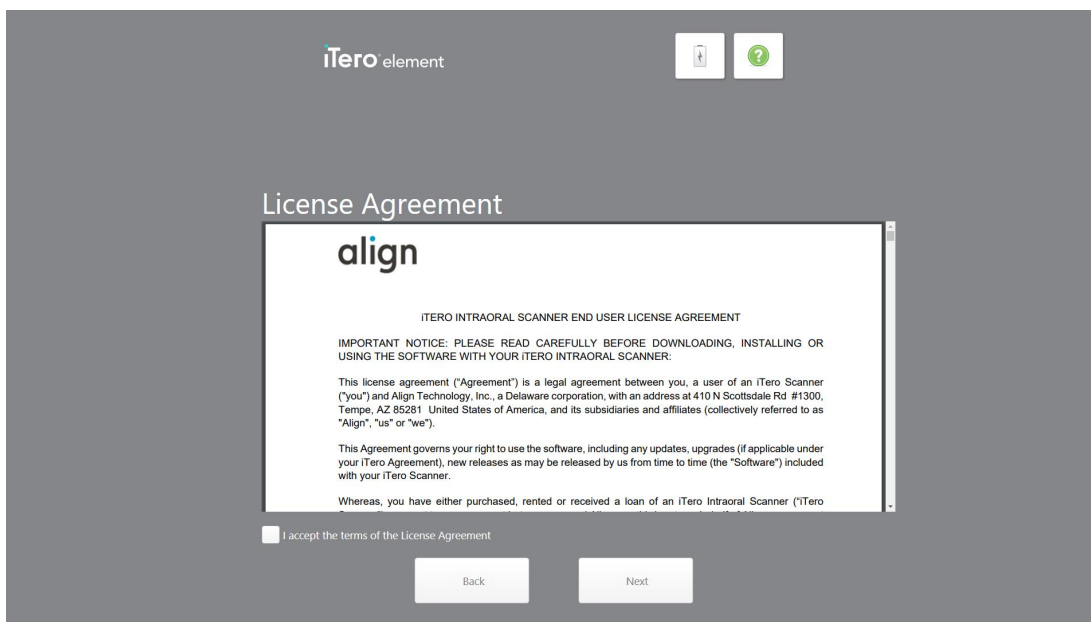 iTero element
License Agreement
align
iTERO INTRAORAL SCANNER END USER LICENSE AGREEMENT
IMPORTANT NOTICE: PLEASE READ CAREFULLY BEFORE DOWNLOADING, INSTALLING OR
USING THE SOFTWARE WITH YOUR iTERO INTRAORAL SCANNER:
This license agreement ("Agreement") is a legal agreement between you, a user of an iTero Scanner
("you") and Align Technology, Inc., a Delaware corporation, with an address at 410 N Scottsdale Rd #1300,
Tempe, AZ 85281 United States of America, and its subsidiaries and affiliates (collectively referred to as
"Align", "us" or "we").
This Agreement governs your right to use the software, including any updates, upgrades (if applicable under
your iTero Agreement), new releases as may be released by us from time to time (the "Software") included
with your iTero Scanner.
Whereas, you have either purchased, rented or received a loan of an iTero Intraoral Scanner ("iTero
I accept the terms of the License Agreement
Back
Next